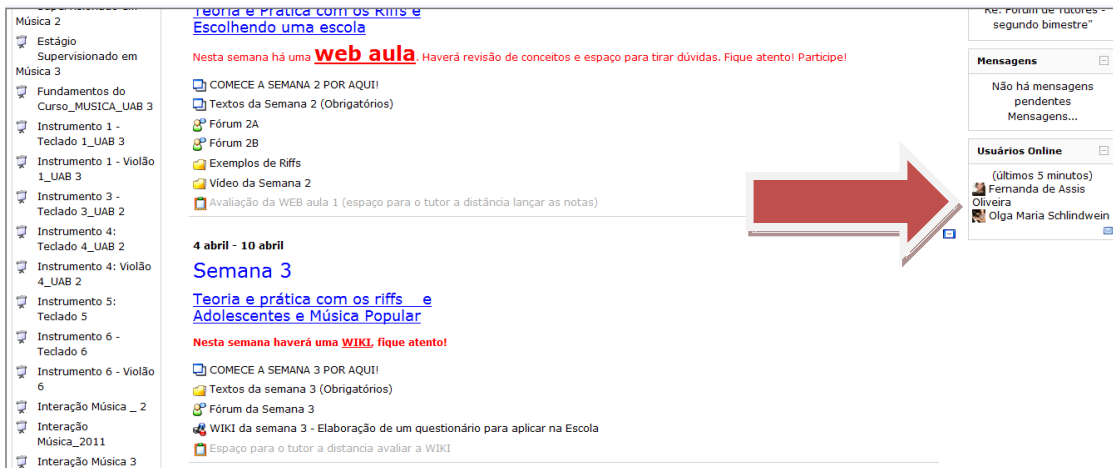 Música 2
Estágio
Supervisionado em
Música 3
Fundamentos do
Curso_MUSICA_UAB 3
Instrumento 1 -
Teclado 1_UAB 3
Instrumento 1 - Violão
1_UAB 3
Instrumento 3 -
Teclado 3_UAB 2
Instrumento 4:
Teclado 4_UAB 2
Instrumento 4: Violão
4_UAB 2
Instrumento 5:
Teclado 5
Instrumento 6 -
Teclado 6
Instrumento 6 - Violão
6
Interação Música _ 2
Interação
Música_2011
Interação Música 3
Teoria e Prática com os Riffs e
Escolhendo uma escola
Nesta semana há uma web aula. Haverá revisão de conceitos e espaço para tirar dúvidas. Fique atento! Participe!
COMECE A SEMANA 2 POR AQUI!
Textos da Semana 2 (Obrigatórios)
Fórum 2A
Fórum 2B
Exemplos de Riffs
Vídeo da Semana 2
Avaliação da WEB aula 1 (espaço para o tutor a distância lançar as notas)
4 abril - 10 abril
Semana 3
Teoria e prática com os riffs e
Adolescentes e Música Popular
Nesta semana haverá uma WIKI, fique atento!
COMECE A SEMANA 3 POR AQUI!
Textos da semana 3 (Obrigatórios)
Fórum da Semana 3
WIKI da semana 3 - Elaboração de um questionário para aplicar na Escola
Espaço para o tutor a distancia avaliar a WIKI
Re: Fórum de Tutores -
segundo bimestre"
Mensagens
Não há mensagens
pendentes
Mensagens...
Usuários Online
(últimos 5 minutos)
Fernanda de Assis
Oliveira
Olga Maria Schlindwein